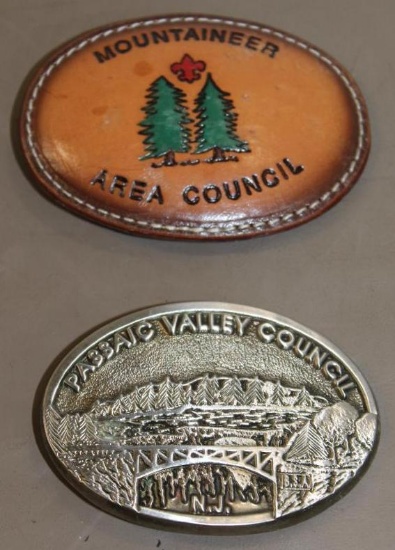 MOUNTAINEER
AREA COUNCIL
PASSAIC VALLEY COUNCIL
B.S.A.
N.J.